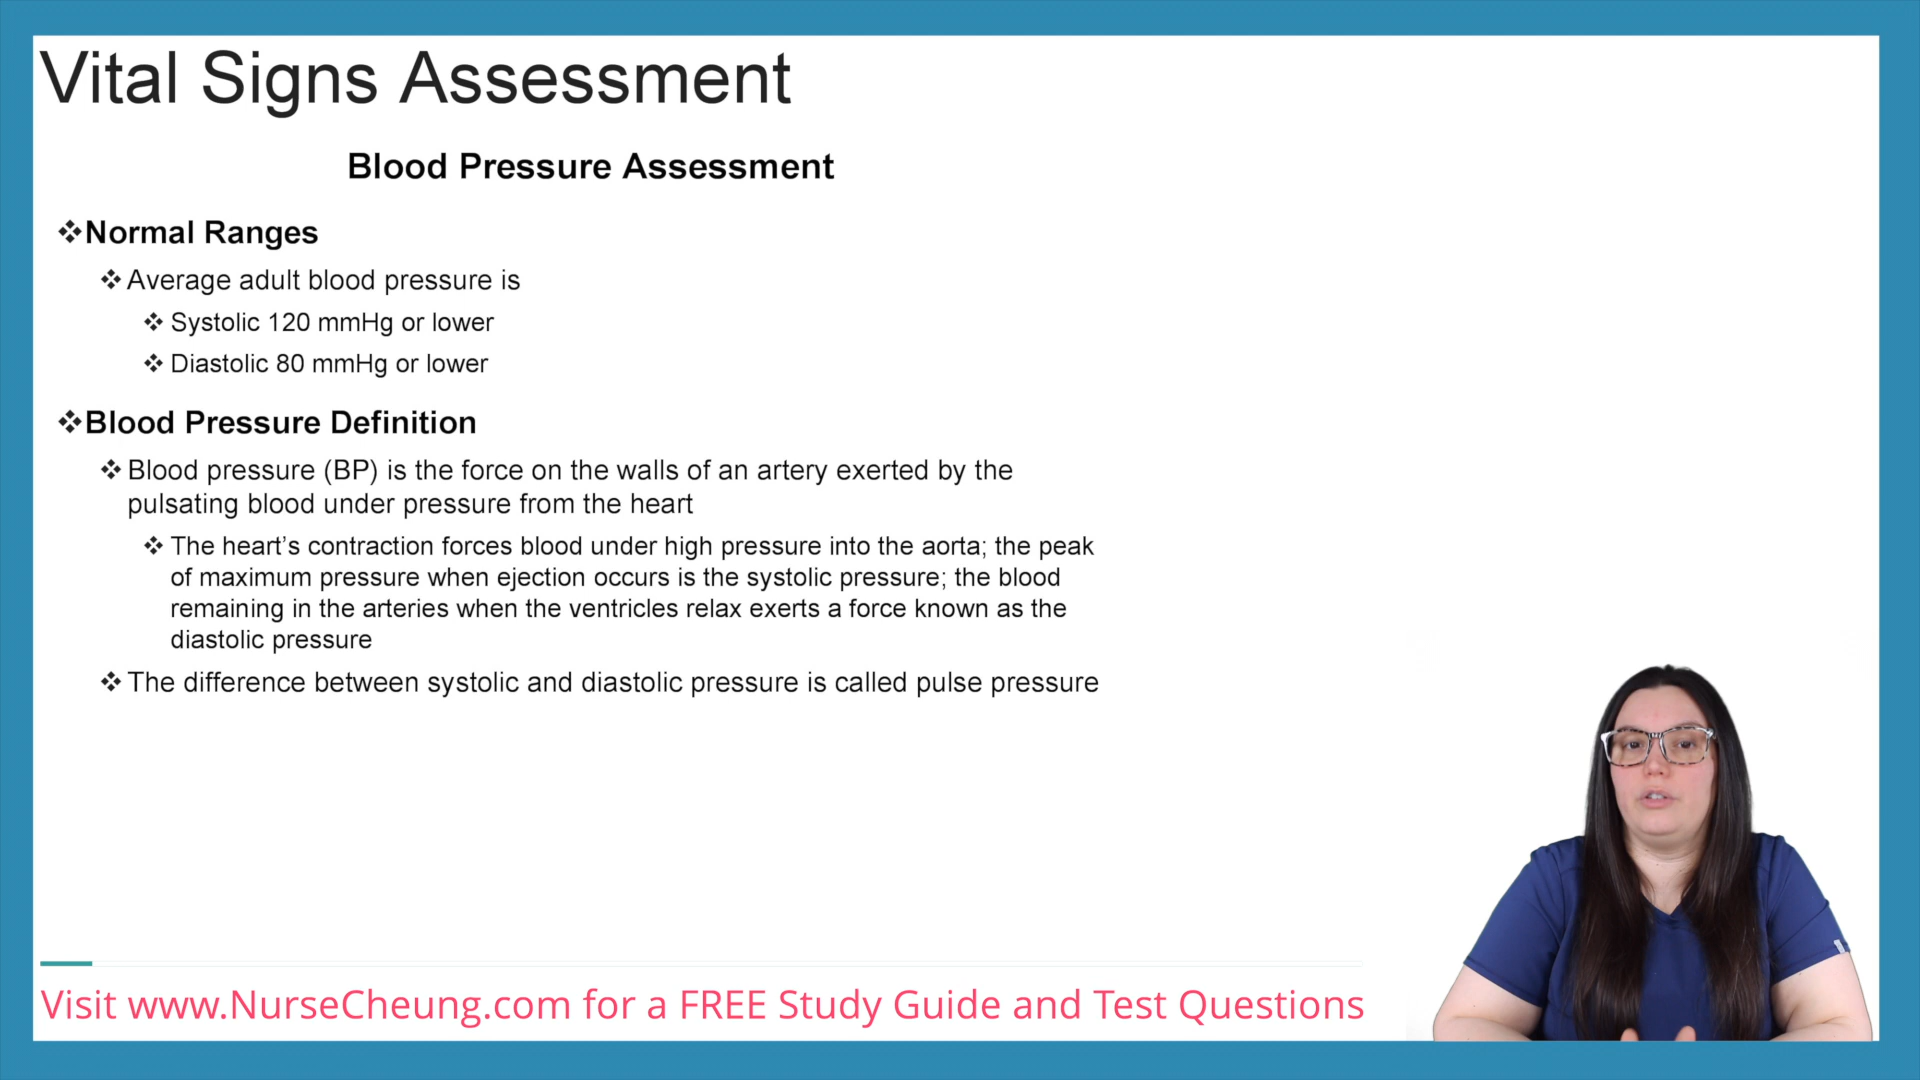 Vital Signs Assessment
Blood Pressure Assessment
❖Normal Ranges
❖Average adult blood pressure is
❖Systolic 120 mmHg or lower
❖Diastolic 80 mmHg or lower
❖Blood Pressure Definition
❖Blood pressure (BP) is the force on the walls of an artery exerted by the
pulsating blood under pressure from the heart
❖The heart’s contraction forces blood under high pressure into the aorta; the peak
of maximum pressure when ejection occurs is the systolic pressure; the blood
remaining in the arteries when the ventricles relax exerts a force known as the
diastolic pressure
❖The difference between systolic and diastolic pressure is called pulse pressure
Visit www.NurseCheung.com for a FREE Study Guide and Test Questions